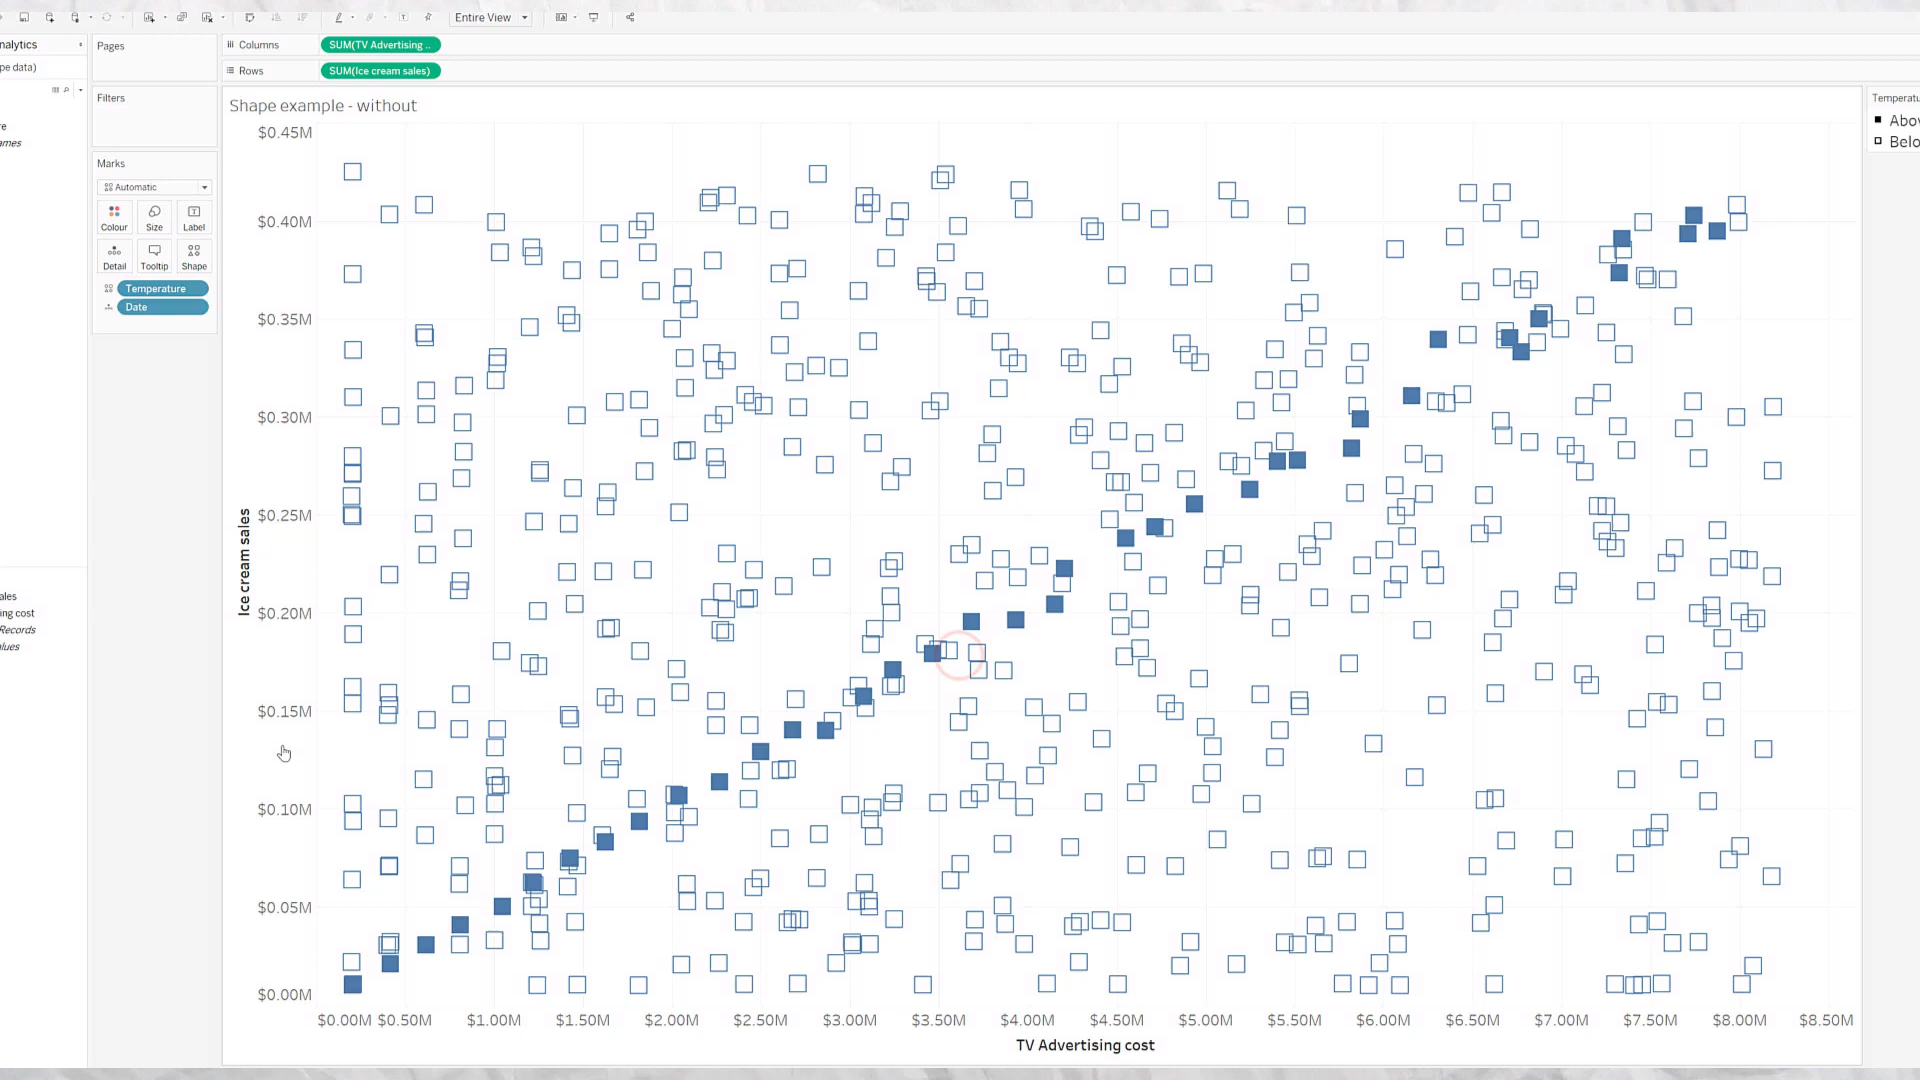 Entire View
nalytics
Pages
Columns
SUM(TV Advertising ..
pe data)
Rows
SUM(Ice cream sales)
Filters
Shape example - without
Temperatu
Abov
Belo
re
ames
Marks
Automatic
Colour
Size
Label
Detail
Tooltip
Shape
Temperature
Date
$0.45M
$0.40M
$0.35M
$0.30M
$0.25M
$0.20M
$0.15M
$0.10M
$0.05M
$0.00M
Ice cream sales
ales
ing cost
Records
alues
$0.00M $0.50M $1.00M $1.50M $2.00M $2.50M $3.00M $3.50M $4.00M $4.50M $5.00M $5.50M $6.00M $6.50M $7.00M $7.50M $8.00M $8.50M
TV Advertising cost